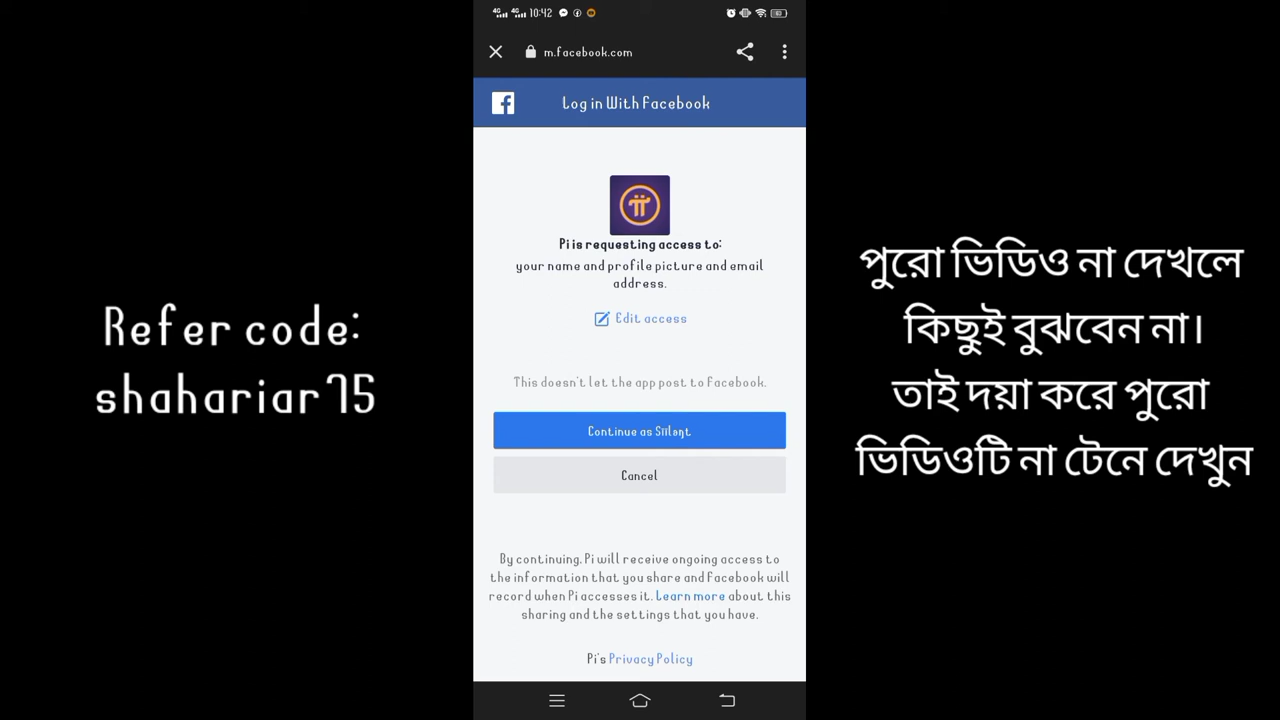 10:42
m.facebook.com
Log in With Facebook
Pi is requesting access to:
your name and profile picture and email
address.
Edit access
This doesn't let the app post to Facebook.
Continue as Siilent
Cancel
By continuing, Pi will receive ongoing access to
the information that you share and Facebook will
record when Pi accesses it. Learn more about this
sharing and the settings that you have.
Pi's Privacy Policy
Refer code:
shahariar75
পুরো ভিডিও না দেখলে
কিছুই বুঝবেন না।
তাই দয়া করে পুরো
ভিডিওটি না টেনে দেখুন